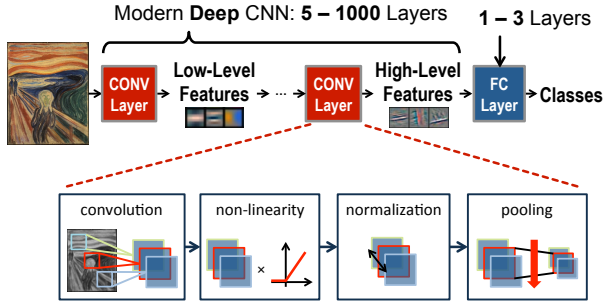 Modern Deep CNN: 5 – 1000 Layers
1 – 3 Layers
CONV
Layer
Low-Level
Features
...
CONV
Layer
High-Level
Features
FC
Layer
Classes
convolution
non-linearity
×
normalization
pooling